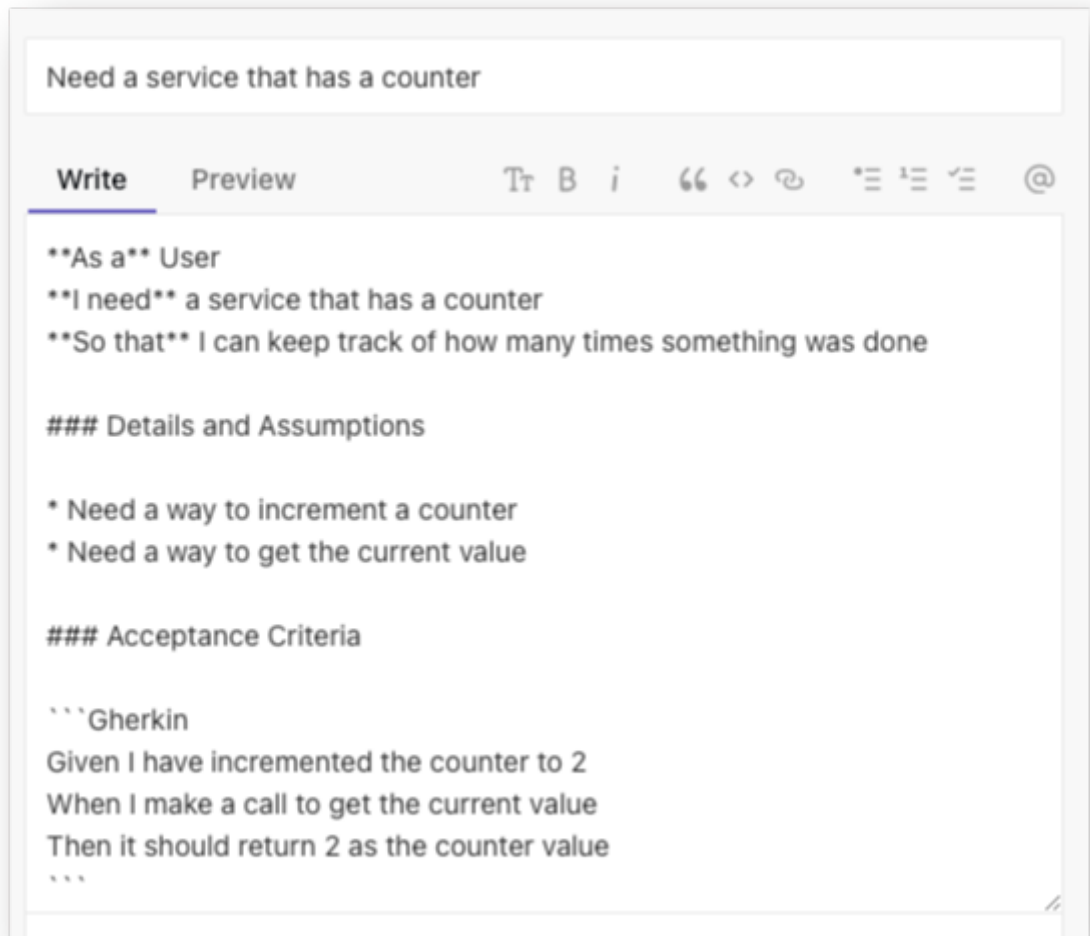 Need a service that has a counter
Write Preview
**As a** User
**I need** a service that has a counter
**So that** I can keep track of how many times something was done
### Details and Assumptions
* Need a way to increment a counter
* Need a way to get the current value
### Acceptance Criteria
```Gherkin
Given I have incremented the counter to 2
When I make a call to get the current value
Then it should return 2 as the counter value
```